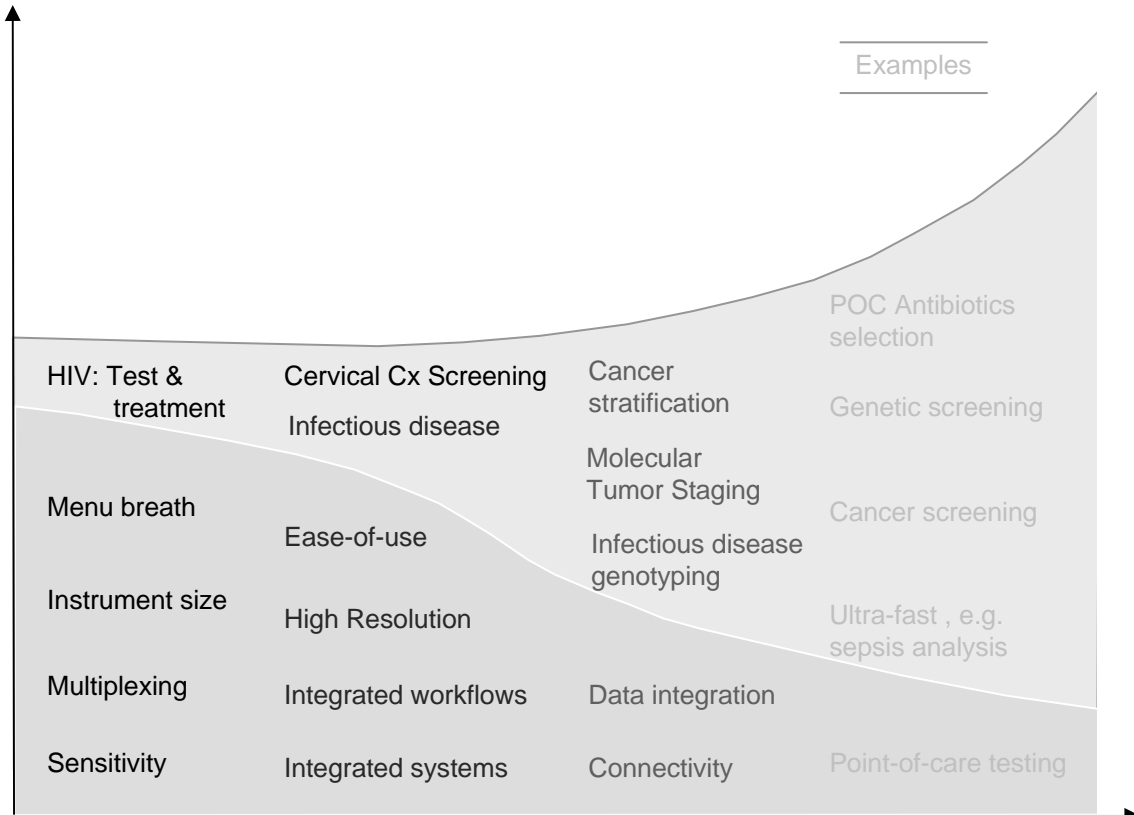 Examples
HIV: Test &
treatment
Menu breath
Instrument size
Multiplexing
Sensitivity
Cervical Cx Screening
Infectious disease
Ease-of-use
High Resolution
Integrated workflows
Integrated systems
Cancer
stratification
Molecular
Tumor Staging
Infectious disease
genotyping
Data integration
Connectivity
POC Antibiotics
selection
Genetic screening
Cancer screening
Ultra-fast , e.g.
sepsis analysis
Point-of-care testing